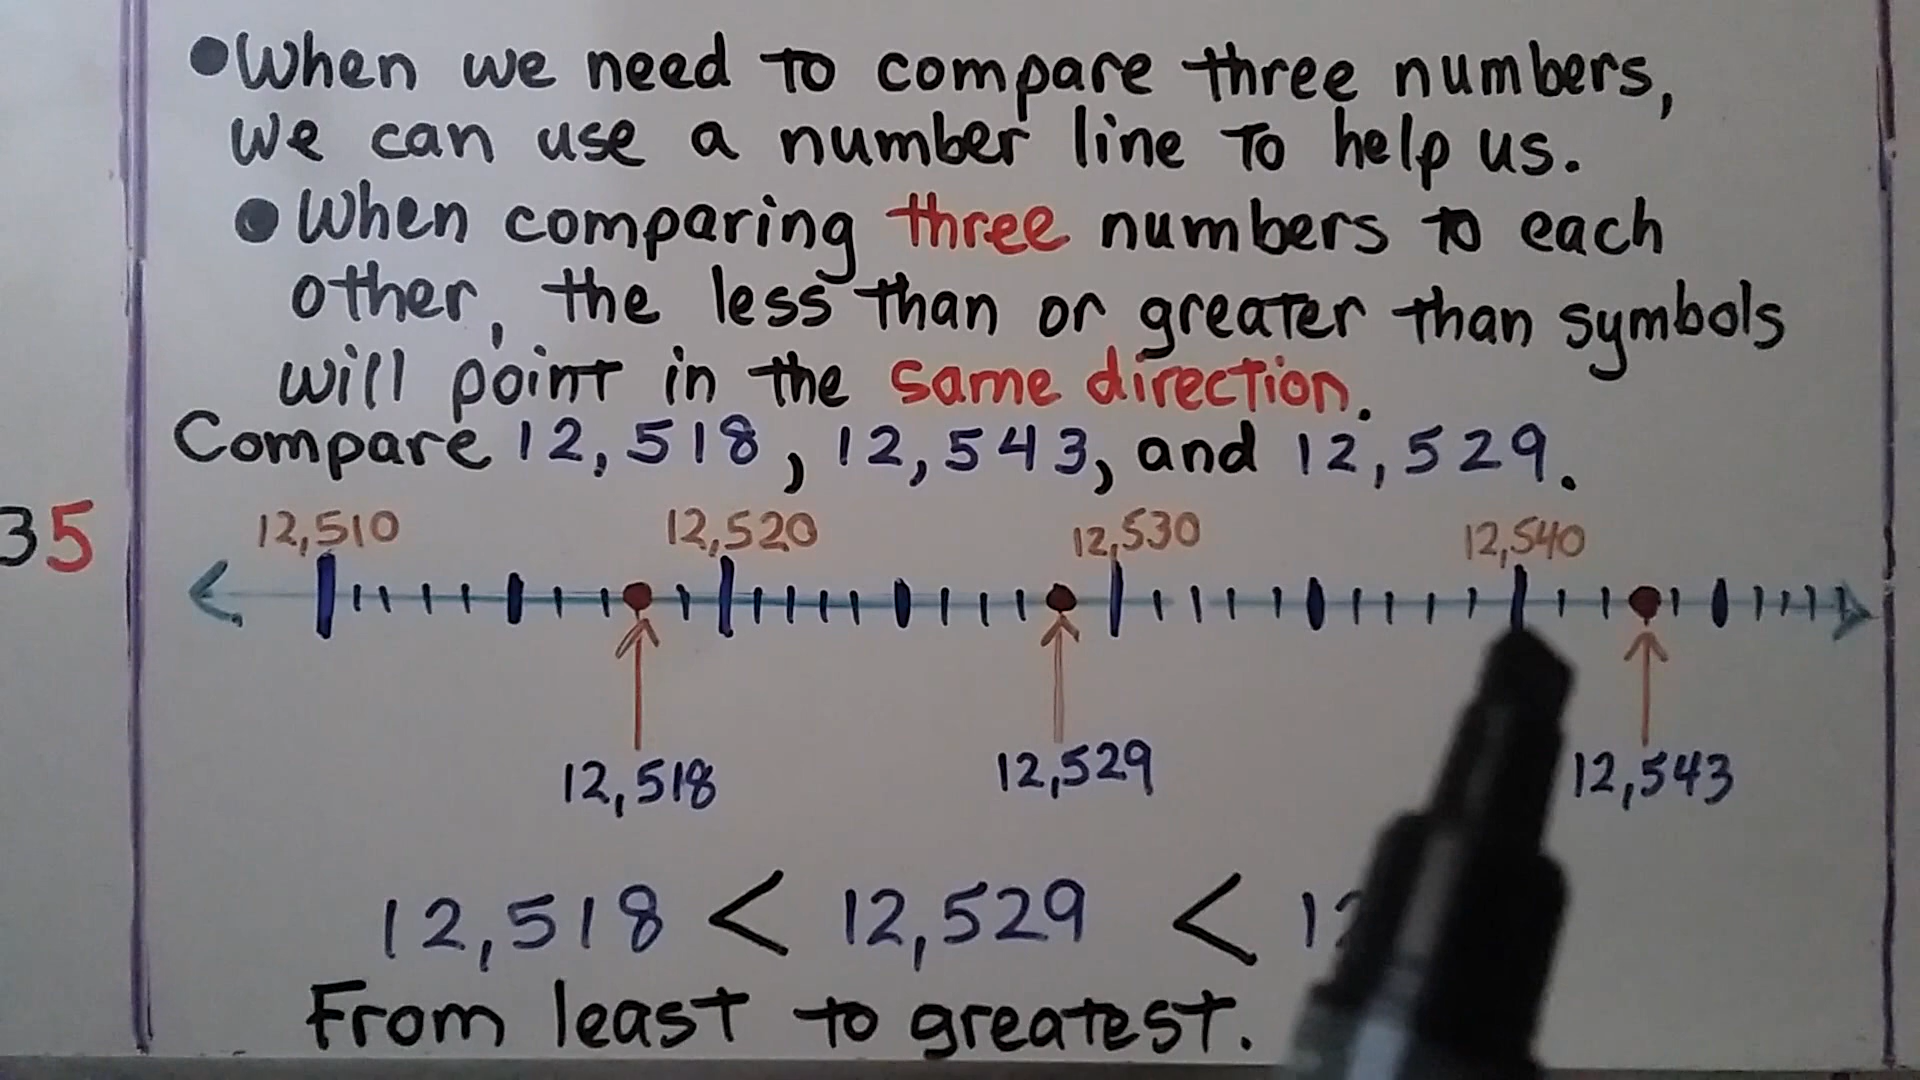 •When we need to compare three numbers,
we can use a number line to help us.
•When comparing three numbers to each
other, the less than or greater than symbols
will point in the same direction.
Compare 12,518, 12,543, and 12,529.
35
12,510 12,520 12,530 12,540
12,518 12,529 12,543
12,518 < 12,529 <
From least to greatest.